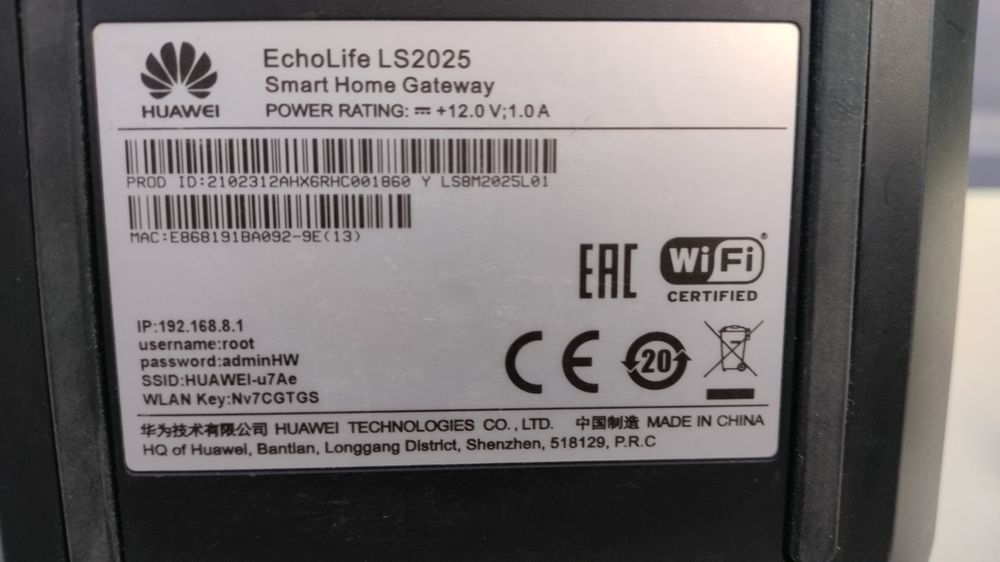 HUAWEI
EchoLife LS2025
Smart Home Gateway
POWER RATING: ⎓ +12.0 V;1.0 A
PROD ID:2102312AHX6RHC001860 Y LS8M2025L01
MAC:E868191BA092-9E(13)
EAC
WiFi®
CERTIFIED
IP:192.168.8.1
username:root
password:adminHW
SSID:HUAWEI-u7Ae
WLAN Key:Nv7CGTGS
CE
20
华为技术有限公司 HUAWEI TECHNOLOGIES CO.,LTD. 中国制造 MADE IN CHINA
HQ of Huawei, Bantian, Longgang District, Shenzhen, 518129, P.R.C